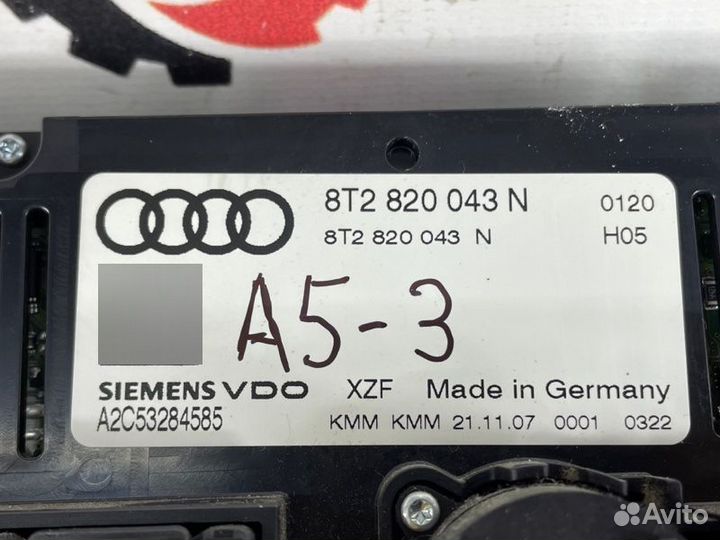 8T2 820 043 N 0120
8T2 820 043 N H05
A5-3
SIEMENS VDO XZF Made in Germany
A2C53284585 KMM KMM 21.11.07 0001 0322
Avito